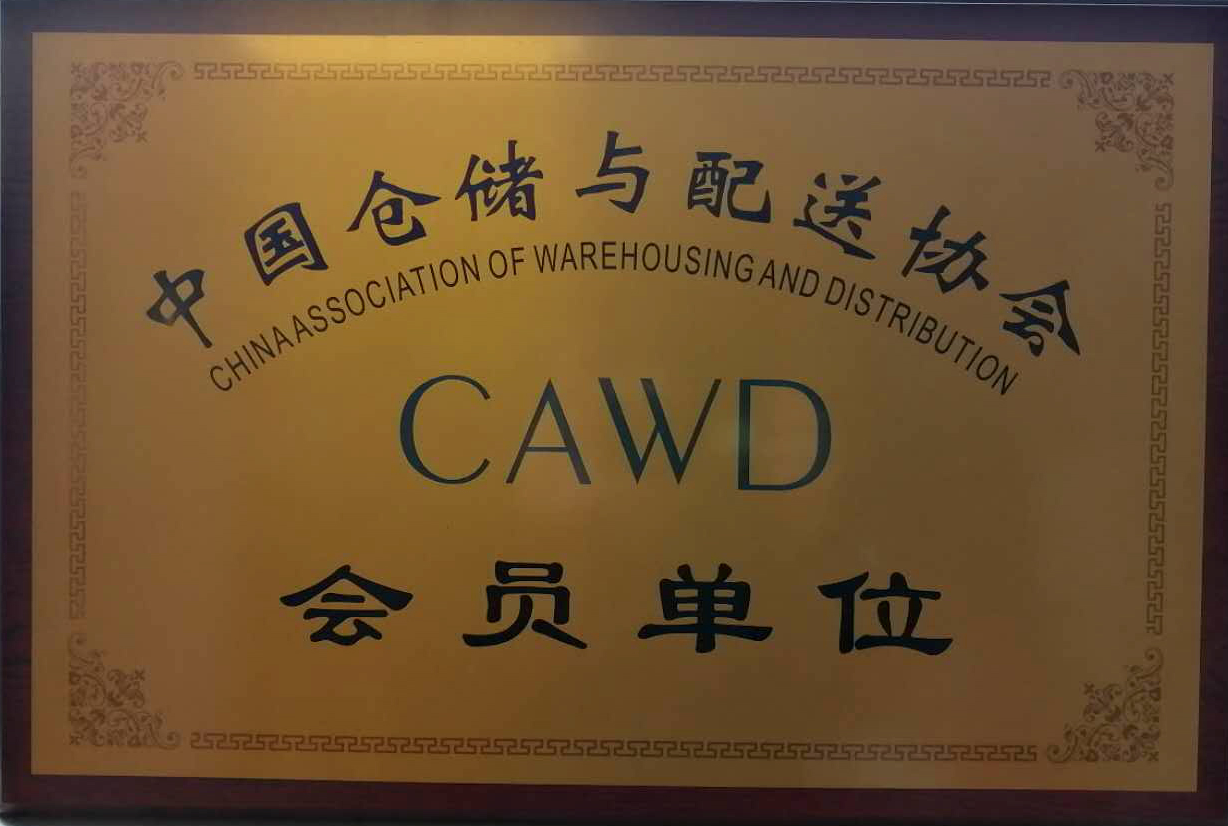 中国仓储与配送协会
CHINA ASSOCIATION OF WAREHOUSING AND DISTRIBUTION
CAWD
会员单位